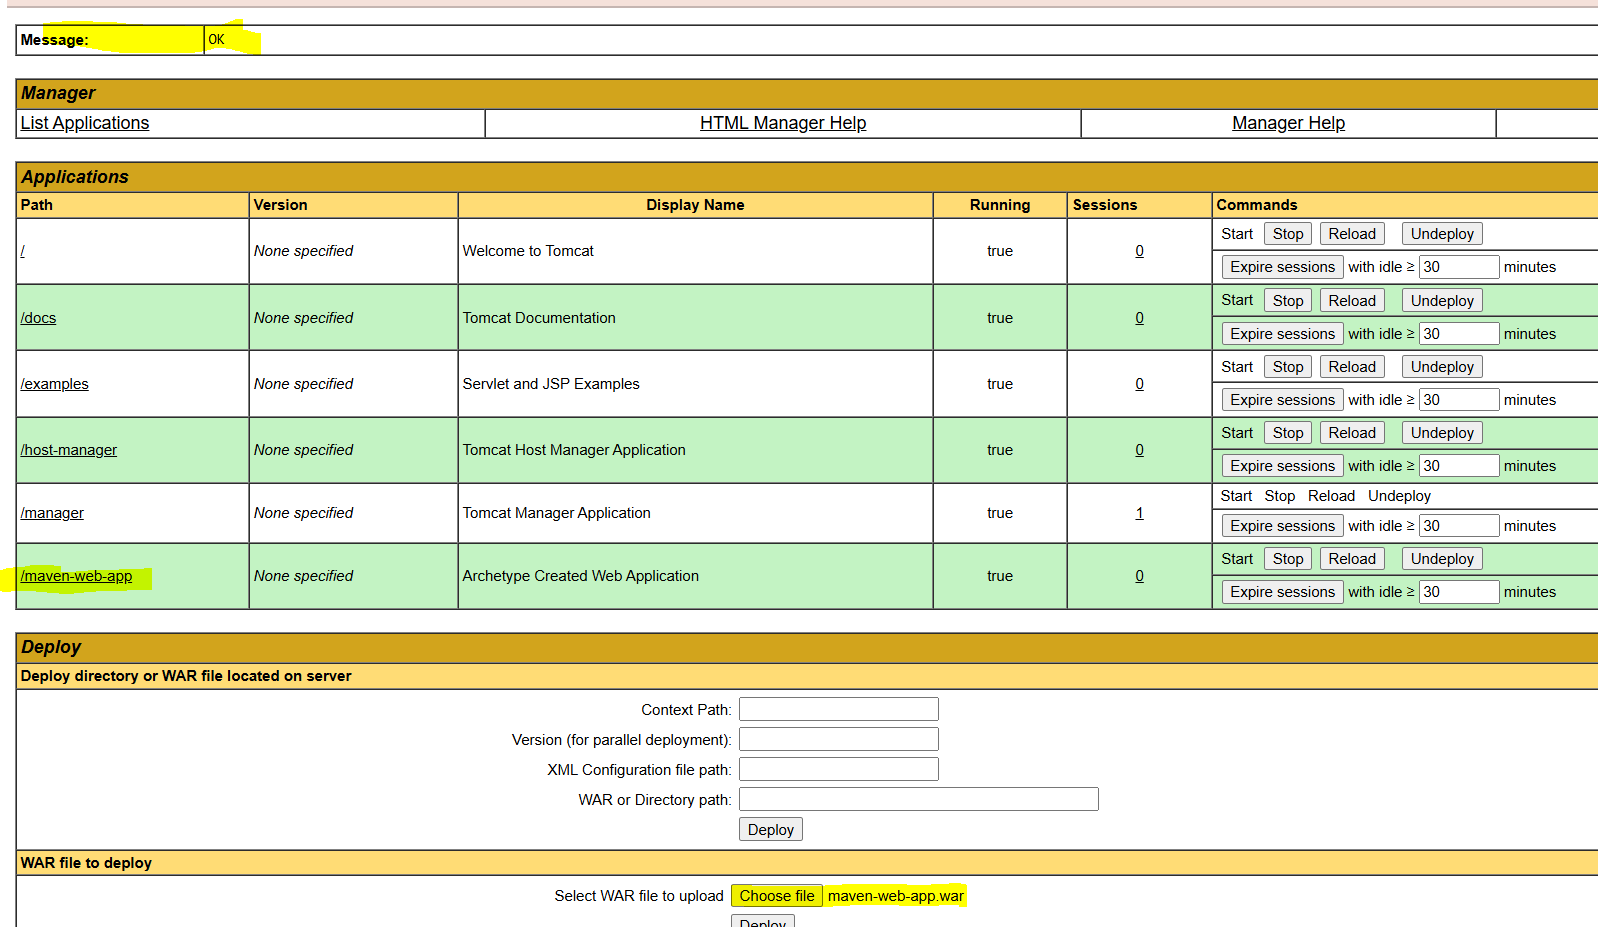 Message: OK
Manager
List Applications HTML Manager Help Manager Help
Applications
Path Version Display Name Running Sessions Commands
/ None specified Welcome to Tomcat true 0 Start Stop Reload Undeploy
Expire sessions with idle ≥ 30 minutes
/docs None specified Tomcat Documentation true 0 Start Stop Reload Undeploy
Expire sessions with idle ≥ 30 minutes
/examples None specified Servlet and JSP Examples true 0 Start Stop Reload Undeploy
Expire sessions with idle ≥ 30 minutes
/host-manager None specified Tomcat Host Manager Application true 0 Start Stop Reload Undeploy
Expire sessions with idle ≥ 30 minutes
/manager None specified Tomcat Manager Application true 1 Start Stop Reload Undeploy
Expire sessions with idle ≥ 30 minutes
/maven-web-app None specified Archetype Created Web Application true 0 Start Stop Reload Undeploy
Expire sessions with idle ≥ 30 minutes
Deploy
Deploy directory or WAR file located on server
Context Path:
Version (for parallel deployment):
XML Configuration file path:
WAR or Directory path:
Deploy
WAR file to deploy
Select WAR file to upload Choose file maven-web-app.war
Deploy